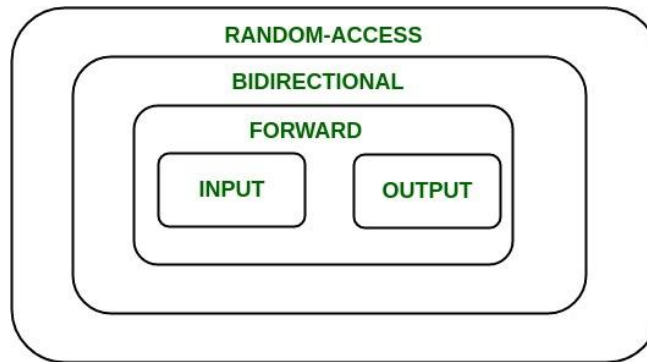 RANDOM-ACCESS
BIDIRECTIONAL
FORWARD
INPUT OUTPUT